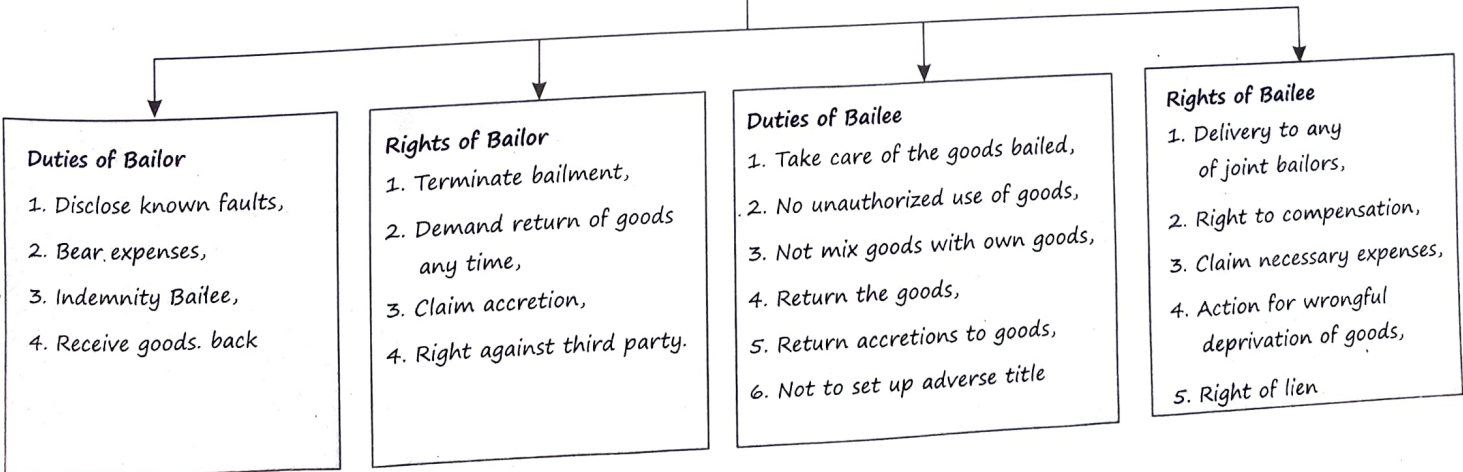 Duties of Bailor
1. Disclose known faults,
2. Bear expenses,
3. Indemnity Bailee,
4. Receive goods. back
Rights of Bailor
1. Terminate bailment,
2. Demand return of goods
any time,
3. Claim accretion,
4. Right against third party.
Duties of Bailee
1. Take care of the goods bailed,
2. No unauthorized use of goods,
3. Not mix goods with own goods,
4. Return the goods,
5. Return accretions to goods,
6. Not to set up adverse title
Rights of Bailee
1. Delivery to any
of joint bailors,
2. Right to compensation,
3. Claim necessary expenses,
4. Action for wrongful
deprivation of goods,
5. Right of lien